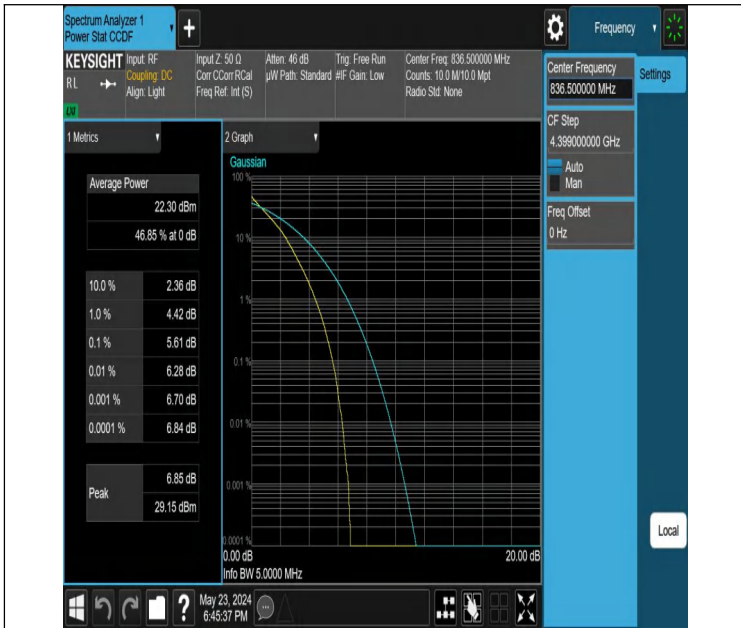 Spectrum Analyzer 1
Power Stat CCDF
Frequency
KEYSIGHT
RL
Input: RF
Coupling: DC
Align: Light
Input Z: 50 Ω
Corr CCorr RCal
Freq Ref: Int (S)
Atten: 46 dB
µW Path: Standard
Trig: Free Run
#IF Gain: Low
Center Freq: 836.500000 MHz
Counts: 10.0 M/10.0 Mpt
Radio Std: None
Center Frequency
836.500000 MHz
Settings
CF Step
4.399000000 GHz
Auto
Man
Freq Offset
0 Hz
1 Metrics
Average Power
22.30 dBm
46.85 % at 0 dB
10.0 % 2.36 dB
1.0 % 4.42 dB
0.1 % 5.61 dB
0.01 % 6.28 dB
0.001 % 6.70 dB
0.0001 % 6.84 dB
Peak
6.85 dB
29.15 dBm
2 Graph
Gaussian
100 %
10 %
1 %
0.1 %
0.01 %
0.001 %
0.0001 %
0.00 dB
20.00 dB
Info BW 5.0000 MHz
Local
?
May 23, 2024
6:45:37 PM